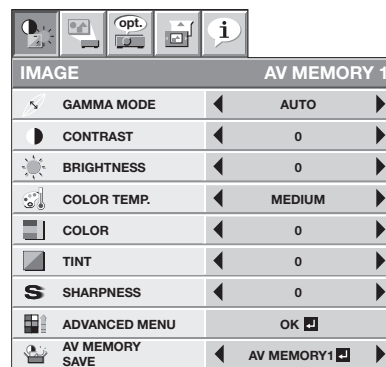 opt.
i
IMAGE AV MEMORY 1
GAMMA MODE AUTO
CONTRAST 0
BRIGHTNESS 0
COLOR TEMP. MEDIUM
COLOR 0
TINT 0
S SHARPNESS 0
ADVANCED MENU OK
AV MEMORY
SAVE AV MEMORY1